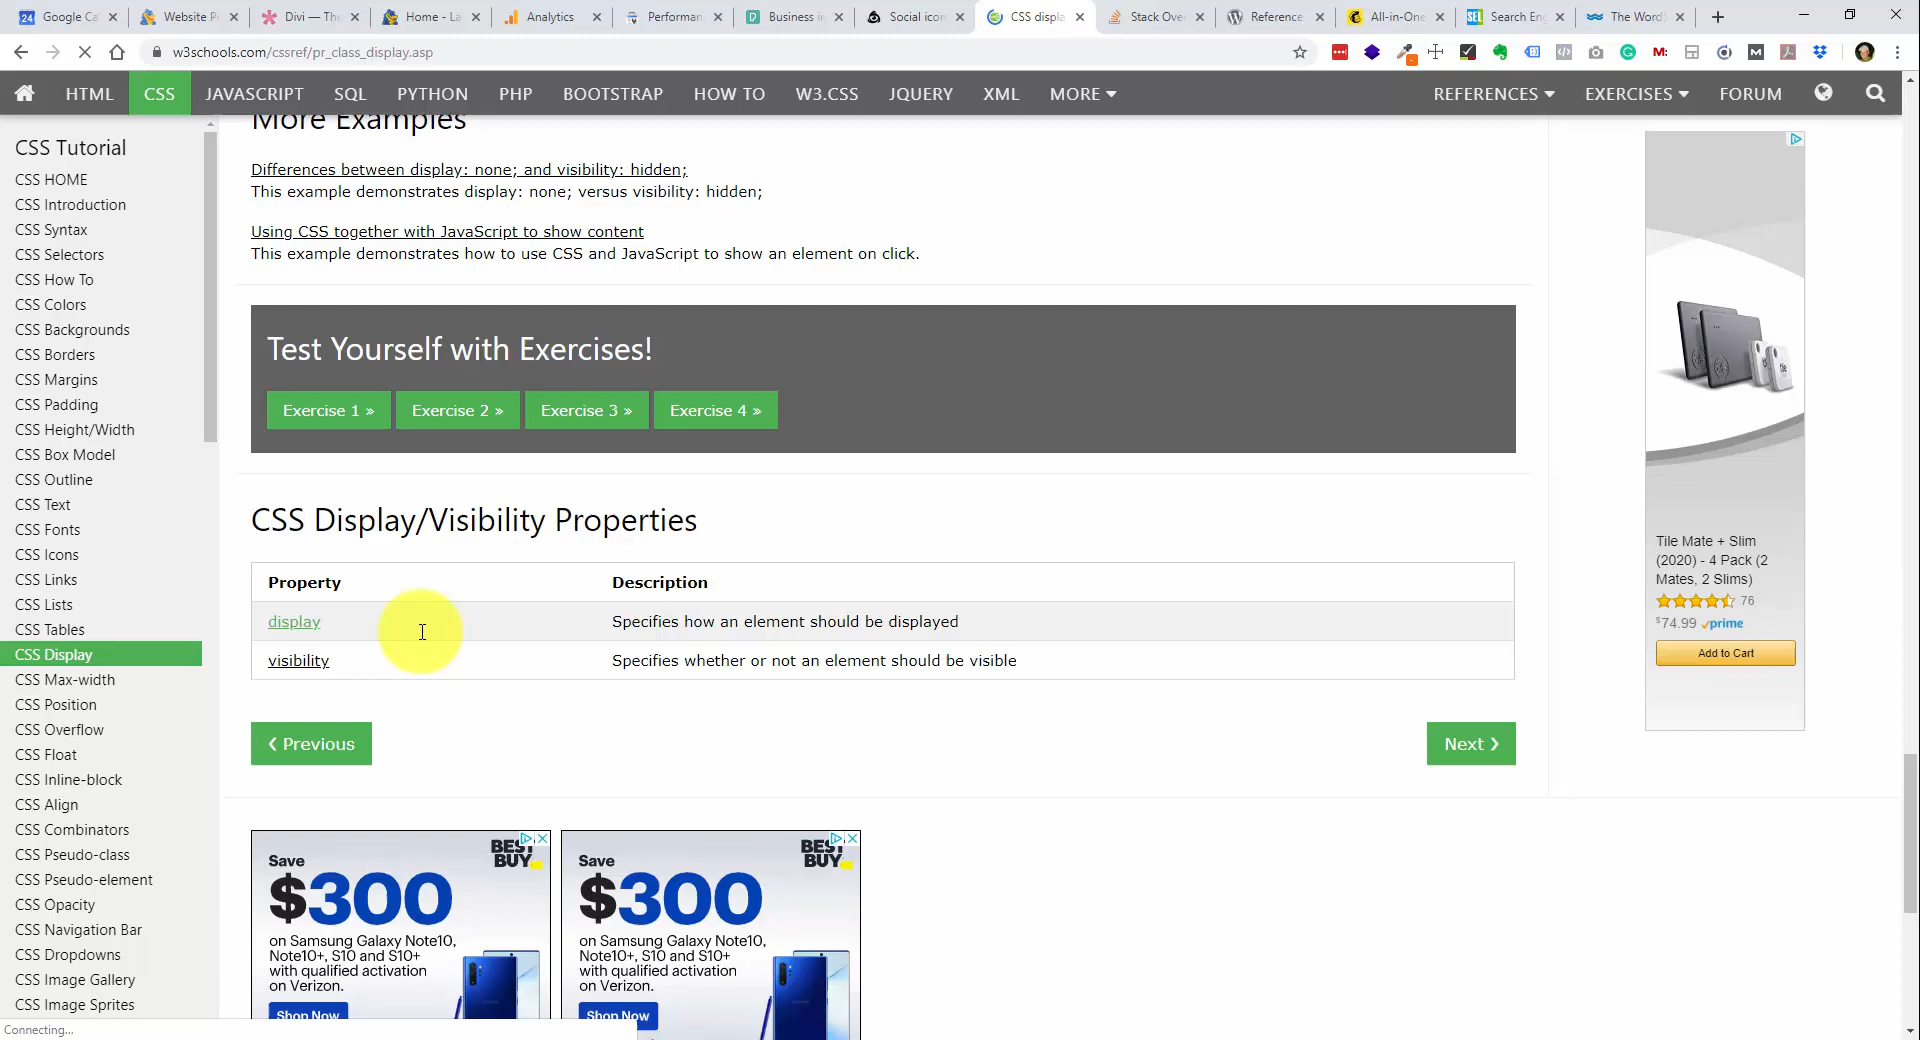 Google Ca
Website P
Divi — The
Home - La
Analytics
Performan
Business i
Social icon
CSS displa
Stack Over
Reference
All-in-One
Search Eng
The WordS
w3schools.com/cssref/pr_class_display.asp
HTML CSS JAVASCRIPT SQL PYTHON PHP BOOTSTRAP HOW TO W3.CSS JQUERY XML MORE REFERENCES EXERCISES FORUM
CSS Tutorial
CSS HOME
CSS Introduction
CSS Syntax
CSS Selectors
CSS How To
CSS Colors
CSS Backgrounds
CSS Borders
CSS Margins
CSS Padding
CSS Height/Width
CSS Box Model
CSS Outline
CSS Text
CSS Fonts
CSS Icons
CSS Links
CSS Lists
CSS Tables
CSS Display
CSS Max-width
CSS Position
CSS Overflow
CSS Float
CSS Inline-block
CSS Align
CSS Combinators
CSS Pseudo-class
CSS Pseudo-element
CSS Opacity
CSS Navigation Bar
CSS Dropdowns
CSS Image Gallery
CSS Image Sprites
Connecting...
More Examples
Differences between display: none; and visibility: hidden;
This example demonstrates display: none; versus visibility: hidden;
Using CSS together with JavaScript to show content
This example demonstrates how to use CSS and JavaScript to show an element on click.
Test Yourself with Exercises!
Exercise 1 » Exercise 2 » Exercise 3 » Exercise 4 »
CSS Display/Visibility Properties
Property Description
display Specifies how an element should be displayed
visibility Specifies whether or not an element should be visible
❮ Previous
Next ❯
BEST BUY
Save
$300
on Samsung Galaxy Note10,
Note10+, S10 and S10+
with qualified activation
on Verizon.
Shop Now
BEST BUY
Save
$300
on Samsung Galaxy Note10,
Note10+, S10 and S10+
with qualified activation
on Verizon.
Shop Now
Tile Mate + Slim
(2020) - 4 Pack (2
Mates, 2 Slims)
76
$74.99 prime
Add to Cart